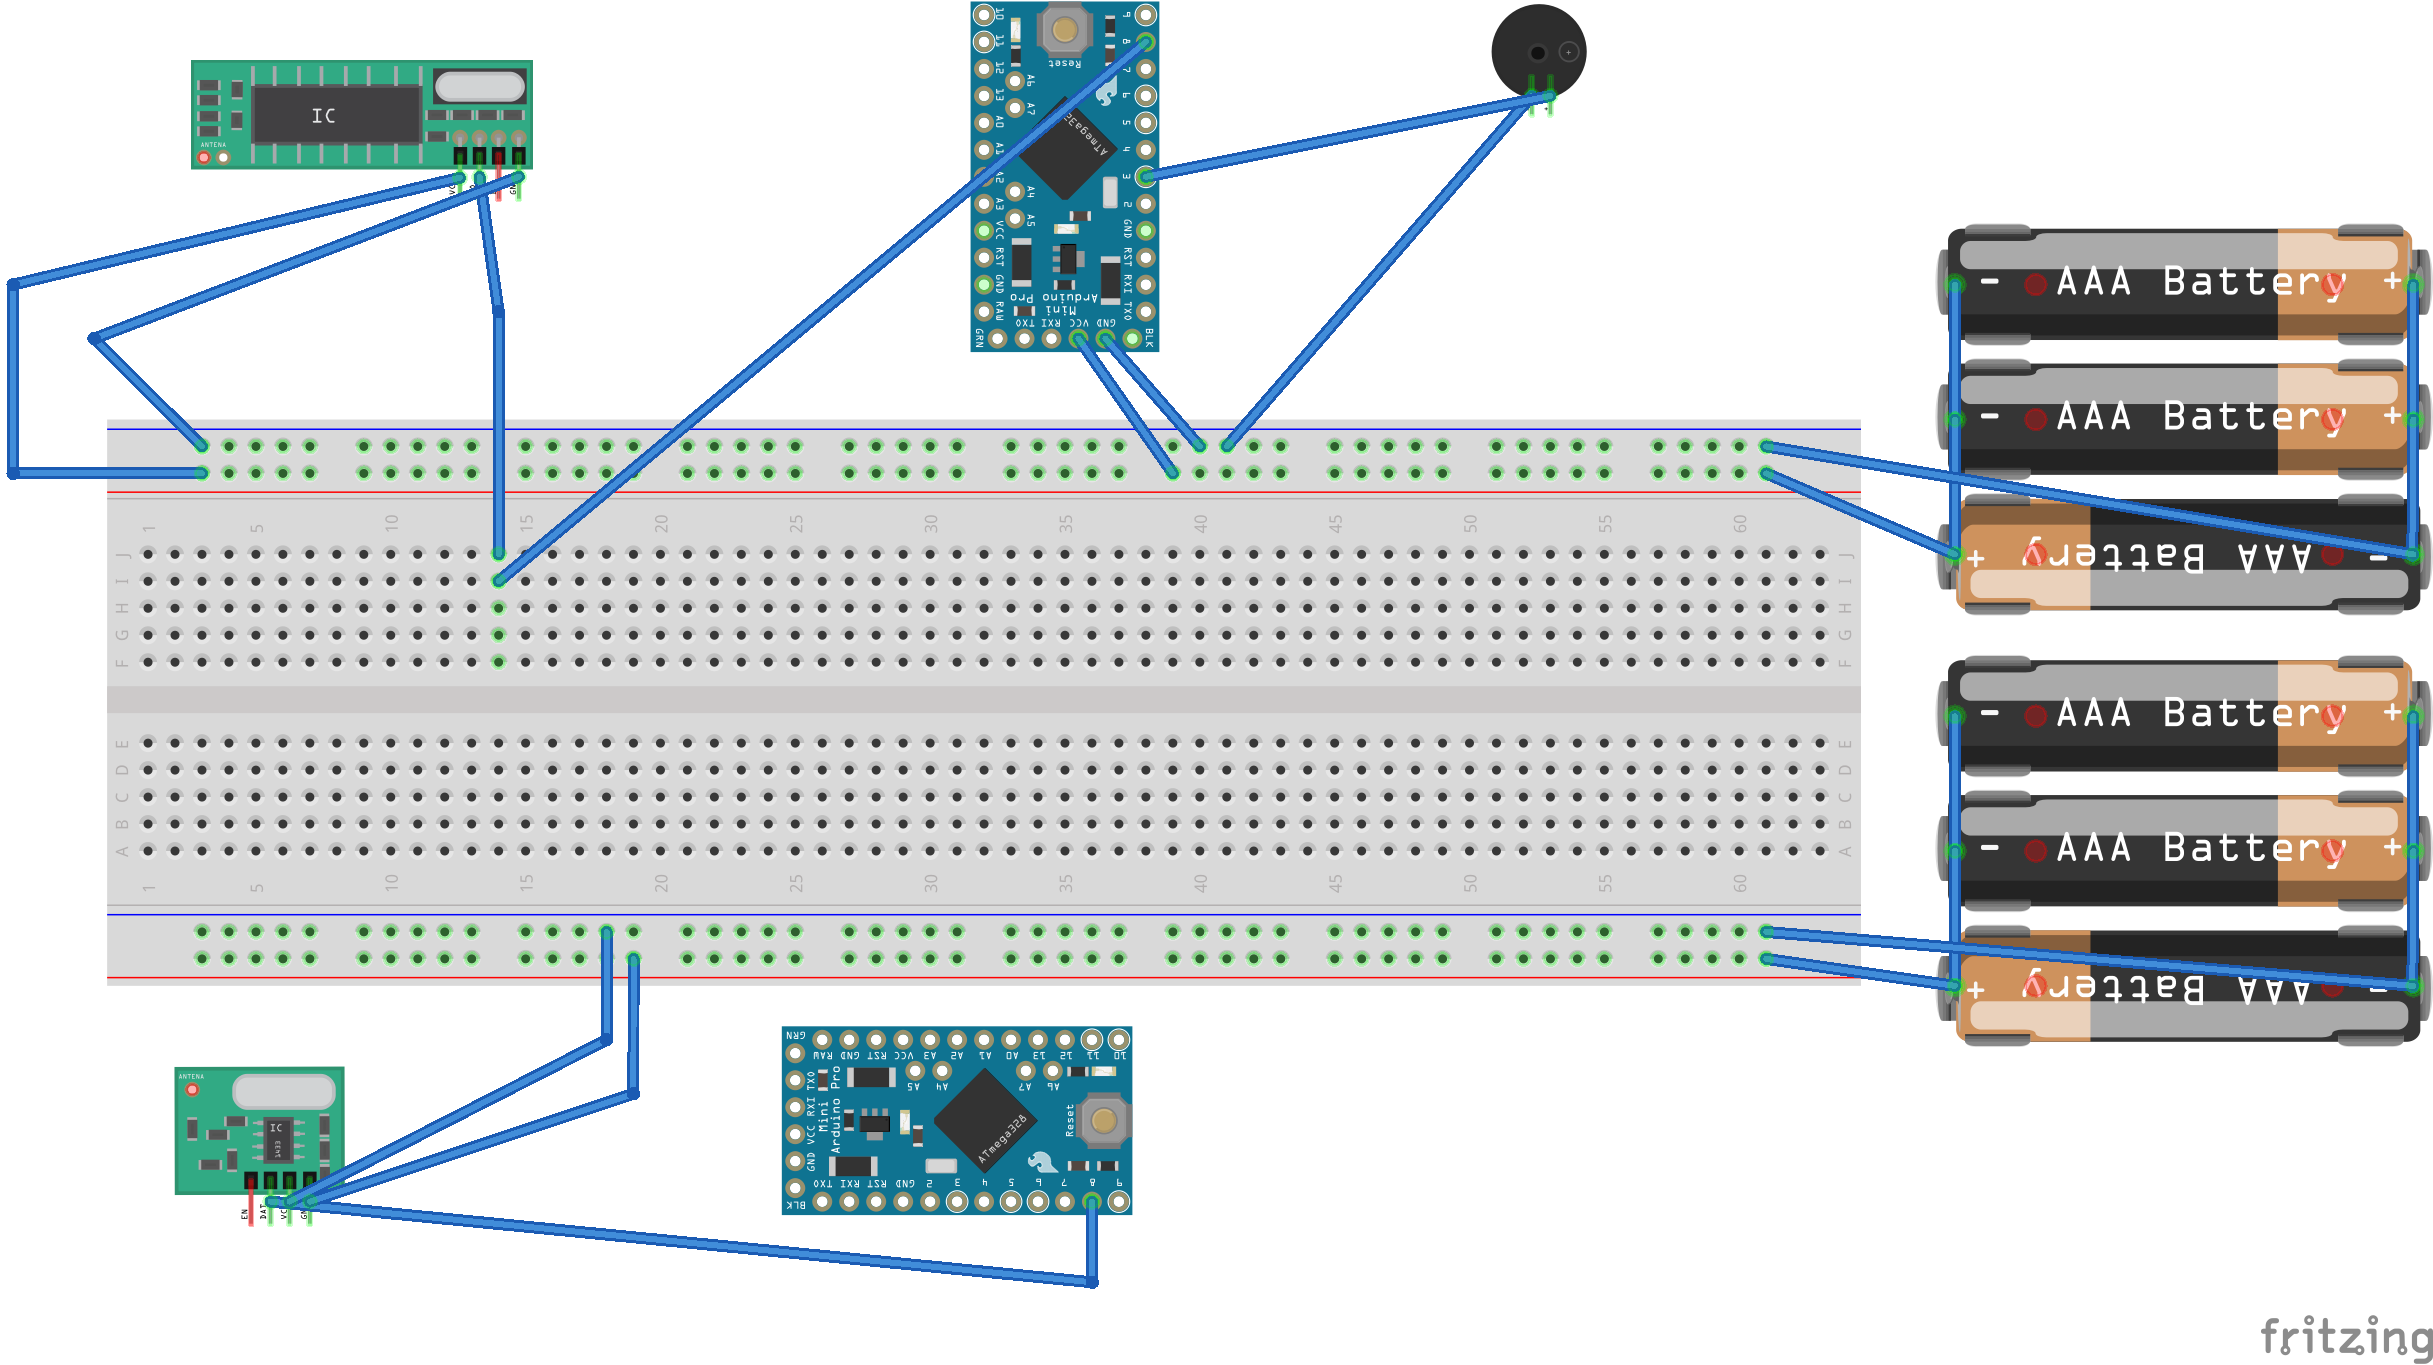 IC
ANTENA
10
11
12
13
A0
A1
A2
A3
VCC
RST
GND
RAW
9
8
7
6
5
4
3
2
GND
RST
RXI
TXO
Reset
A6
A7
A4
A5
ATmega32
Arduino Pro
Mini
GRN
TXO
RXI
VCC
GND
BLK
- AAA Battery +
- AAA Battery +
+ AAA Battery -
1 5 10 15 20 25 30 35 40 45 50 55 60
J J
I I
H H
G G
F F
E E
D D
C C
B B
A A
1 5 10 15 20 25 30 35 40 45 50 55 60
- AAA Battery +
- AAA Battery +
+ AAA Battery -
ANTENA
IC
EN
DAT
GRN
RAW GND RST VCC A3 A2 A1 A0 13 12 11 10
A5 A4 A7 A6
TXO
RXI
VCC
GND
BLK
Mini
Arduino Pro
ATmega328
Reset
TXO RXI RST GND 2 3 4 5 6 7 8 9
fritzing